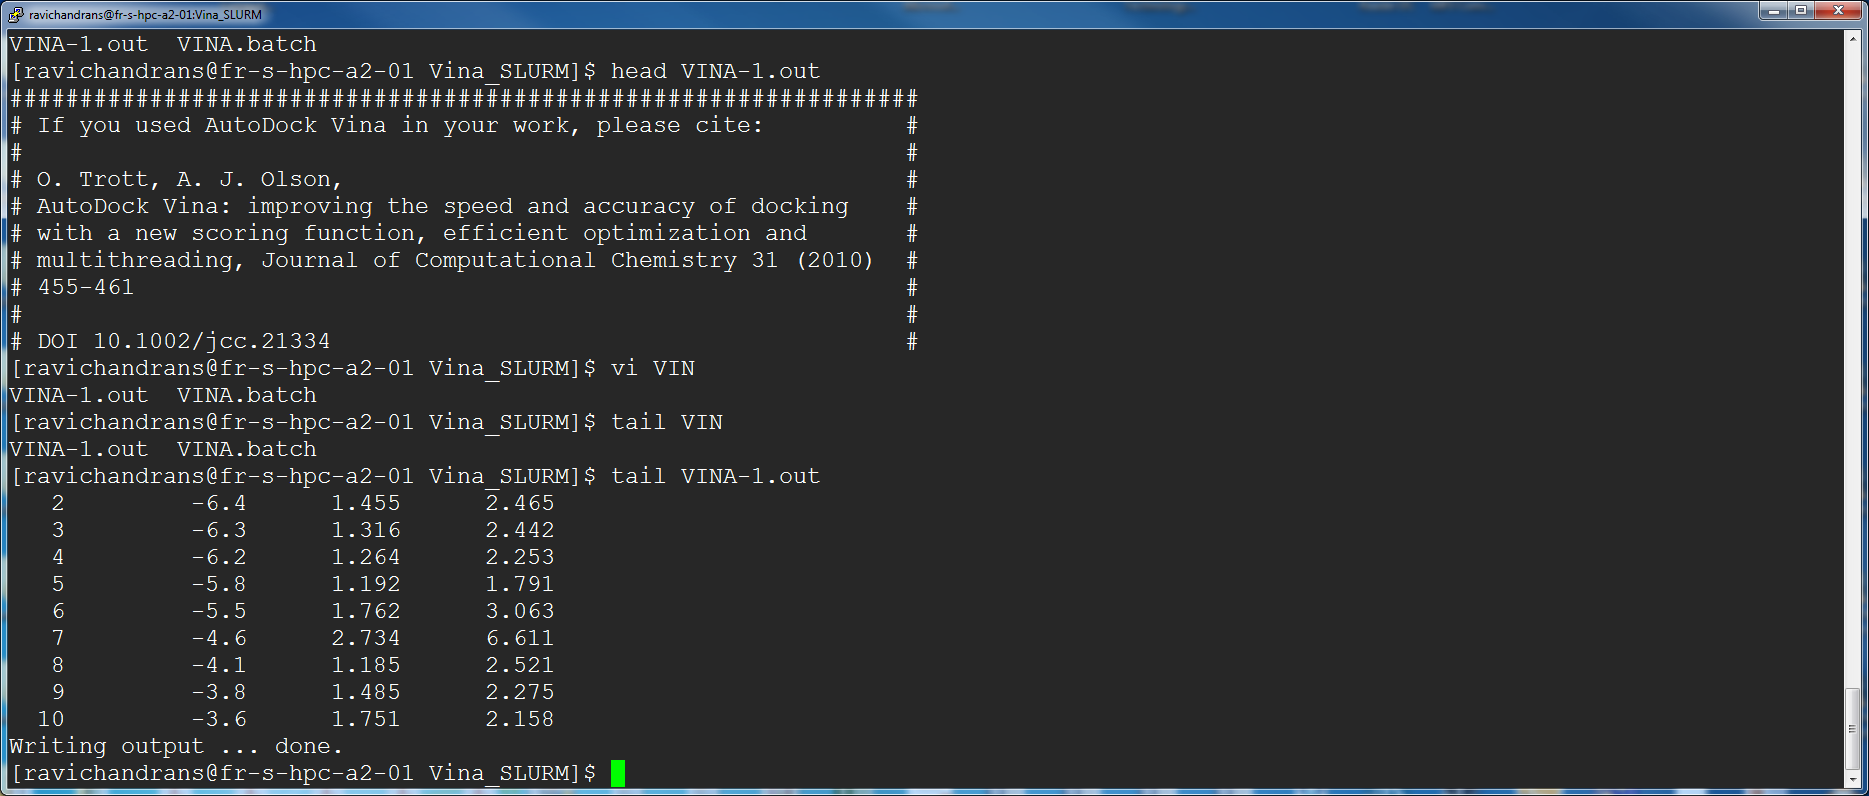 ravichandrans@fr-s-hpc-a2-01:Vina_SLURM
VINA-1.out  VINA.batch
[ravichandrans@fr-s-hpc-a2-01 Vina_SLURM]$ head VINA-1.out
#################################################################
# If you used AutoDock Vina in your work, please cite:          #
#                                                               #
# O. Trott, A. J. Olson,                                        #
# AutoDock Vina: improving the speed and accuracy of docking    #
# with a new scoring function, efficient optimization and       #
# multithreading, Journal of Computational Chemistry 31 (2010)  #
# 455-461                                                       #
#                                                               #
# DOI 10.1002/jcc.21334                                         #
[ravichandrans@fr-s-hpc-a2-01 Vina_SLURM]$ vi VIN
VINA-1.out  VINA.batch
[ravichandrans@fr-s-hpc-a2-01 Vina_SLURM]$ tail VIN
VINA-1.out  VINA.batch
[ravichandrans@fr-s-hpc-a2-01 Vina_SLURM]$ tail VINA-1.out
   2         -6.4      1.455      2.465
   3         -6.3      1.316      2.442
   4         -6.2      1.264      2.253
   5         -5.8      1.192      1.791
   6         -5.5      1.762      3.063
   7         -4.6      2.734      6.611
   8         -4.1      1.185      2.521
   9         -3.8      1.485      2.275
  10         -3.6      1.751      2.158
Writing output ... done.
[ravichandrans@fr-s-hpc-a2-01 Vina_SLURM]$